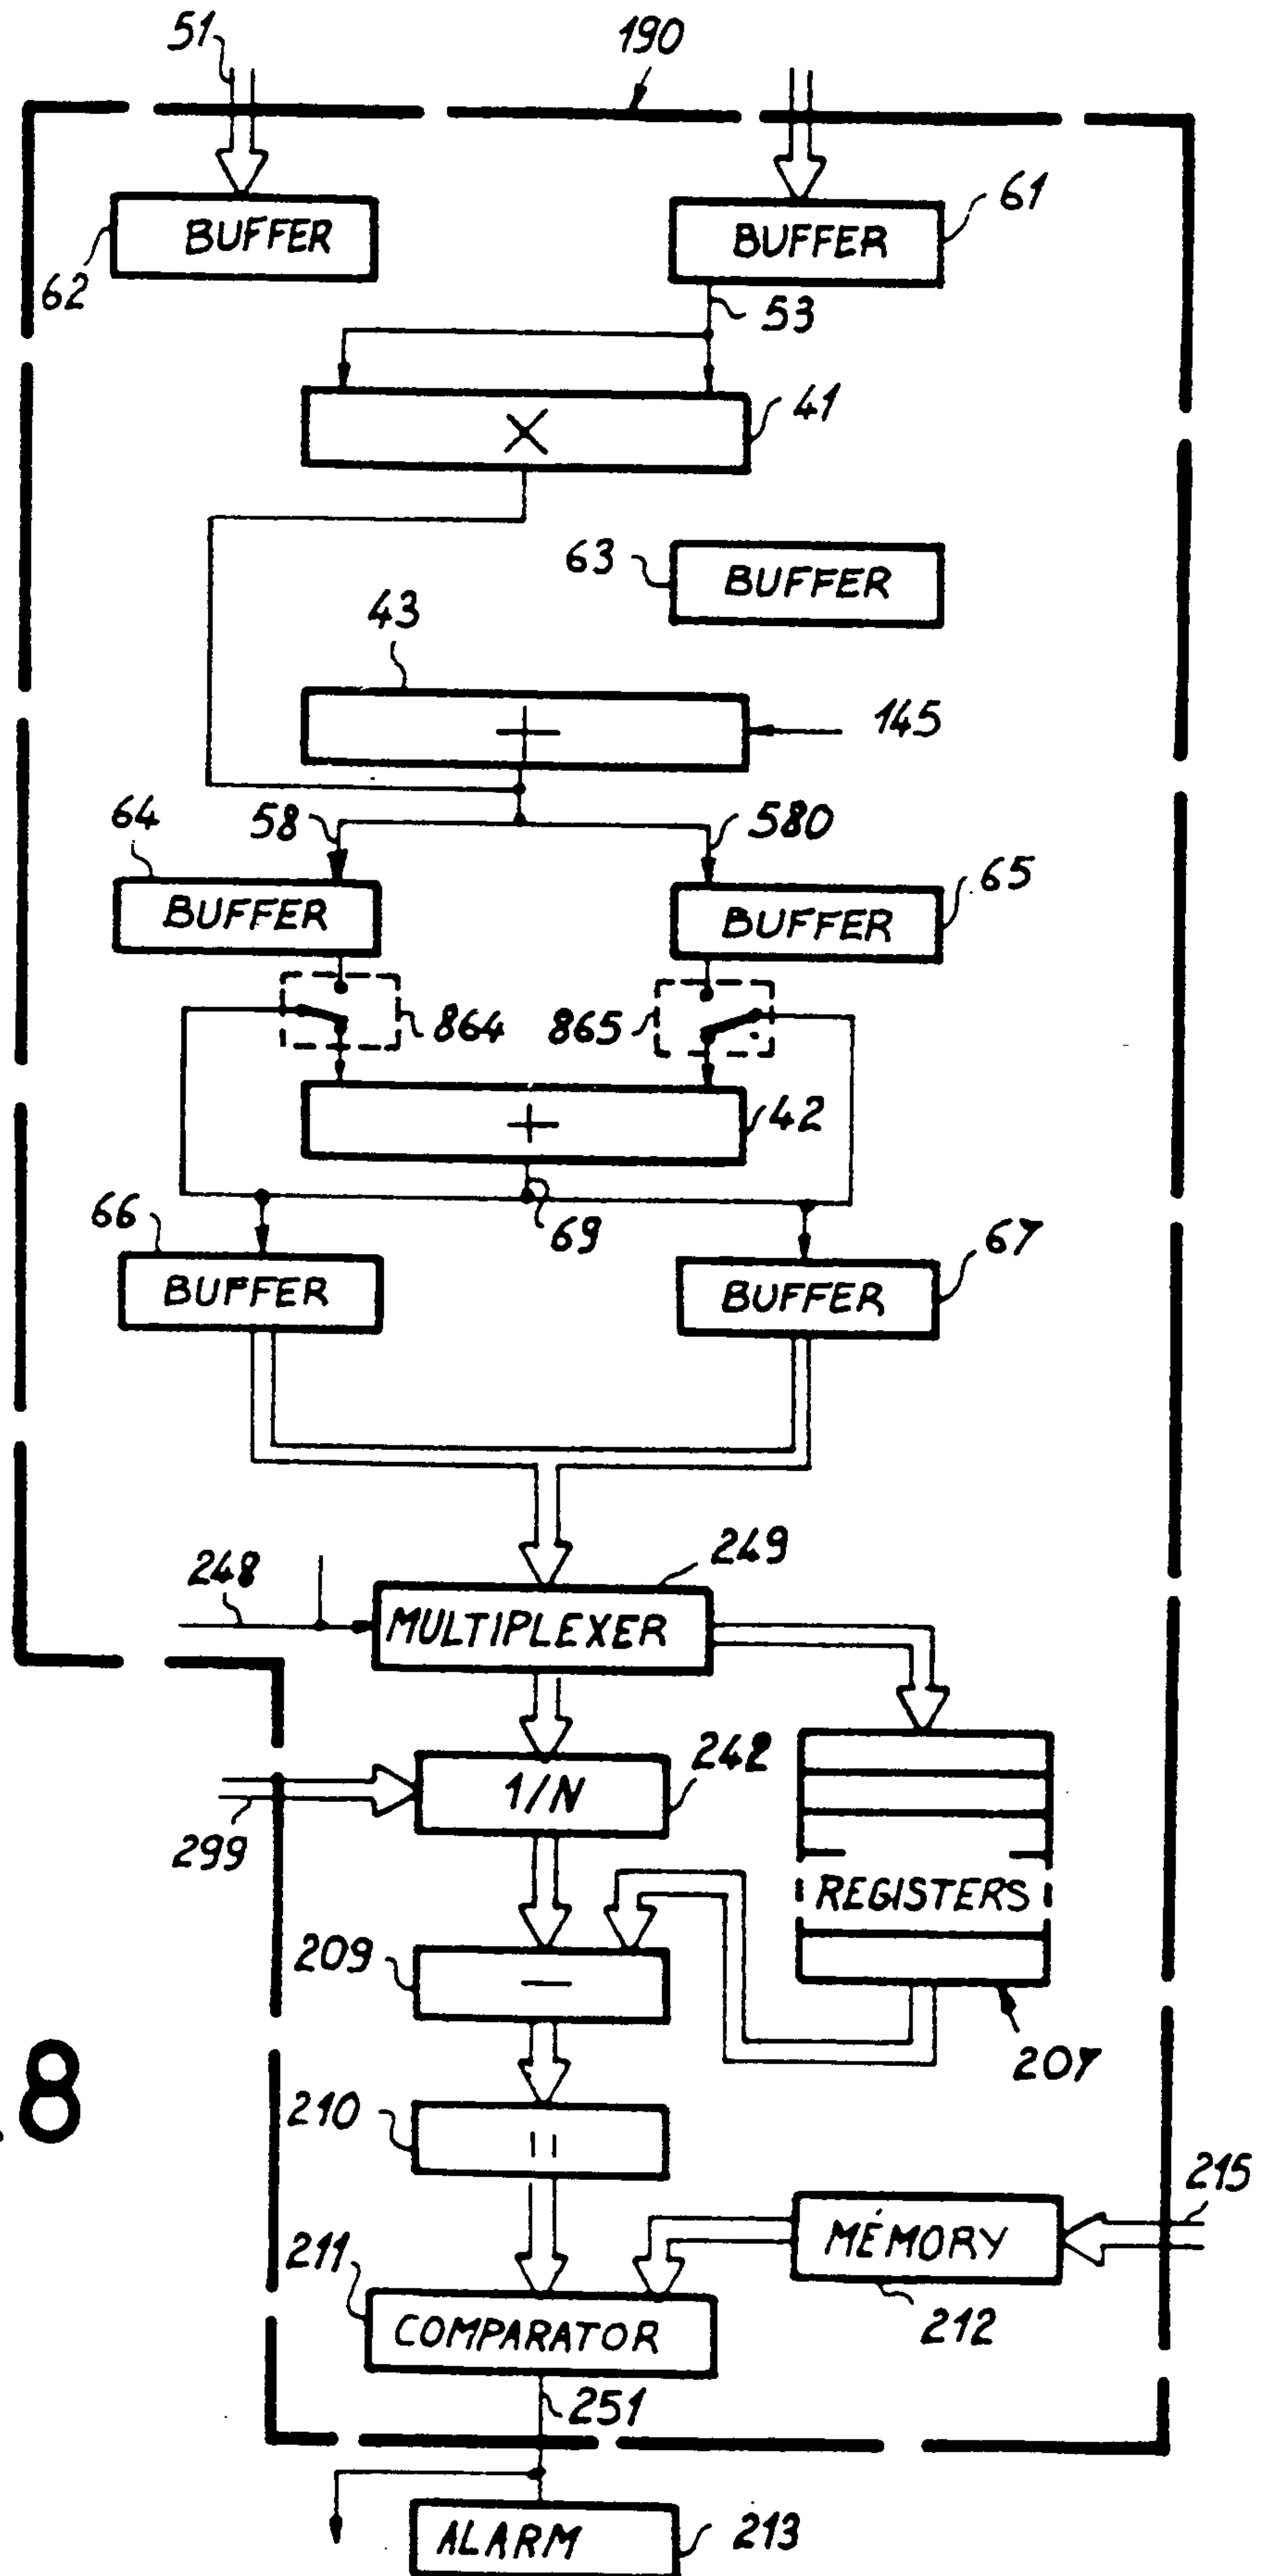 51
190
BUFFER
62
BUFFER
61
53
×
41
63
BUFFER
43
+
145
64
58
580
65
BUFFER
BUFFER
864
865
+
42
66
69
67
BUFFER
BUFFER
248
249
MULTIPLEXER
1/N
242
299
REGISTERS
209
—
207
210
||
215
MÉMORY
211
212
COMPARATOR
251
ALARM
213
.8